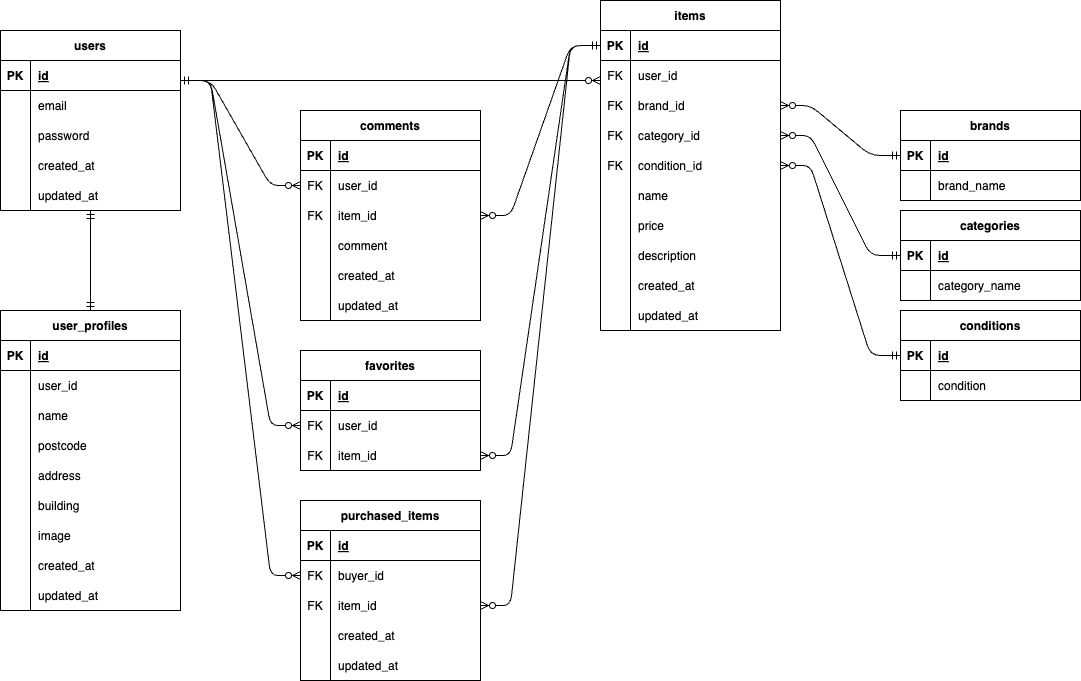 users
PK id
email
password
created_at
updated_at
user_profiles
PK id
user_id
name
postcode
address
building
image
created_at
updated_at
comments
PK id
FK user_id
FK item_id
comment
created_at
updated_at
favorites
PK id
FK user_id
FK item_id
purchased_items
PK id
FK buyer_id
FK item_id
created_at
updated_at
items
PK id
FK user_id
FK brand_id
FK category_id
FK condition_id
name
price
description
created_at
updated_at
brands
PK id
brand_name
categories
PK id
category_name
conditions
PK id
condition